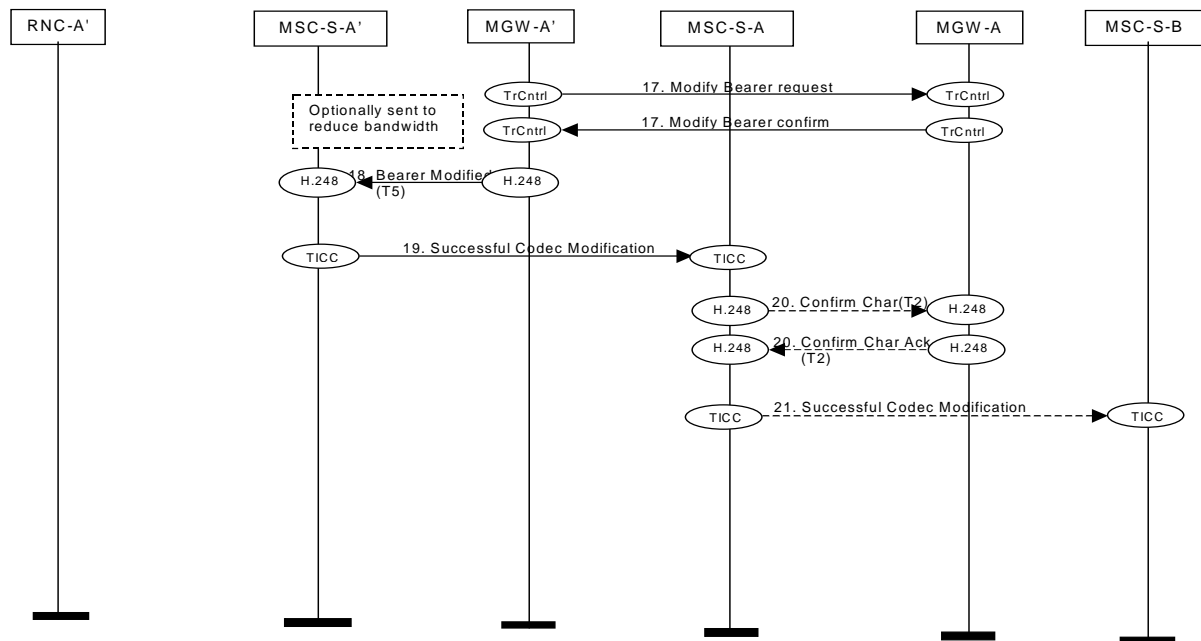 RNC-A'
MSC-S-A’
MGW-A’
MSC-S-A
MGW-A
MSC-S-B
TrCntrl
17. Modify Bearer request
TrCntrl
Optionally sent to
reduce bandwidth
TrCntrl
17. Modify Bearer confirm
TrCntrl
H.248
18. Bearer Modified
(T5)
H.248
TICC
19. Successful Codec Modification
TICC
H.248
20. Confirm Char(T2)
H.248
H.248
20. Confirm Char Ack
(T2)
H.248
TICC
21. Successful Codec Modification
TICC